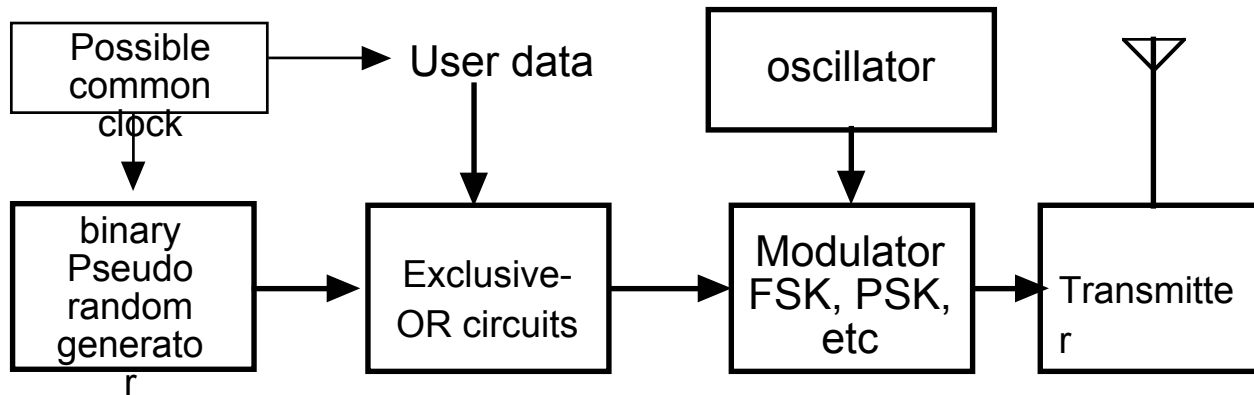 Possible
common
clock
User data
oscillator
binary
Pseudo
random
generato
r
Exclusive-
OR circuits
Modulator
FSK, PSK,
etc
Transmitte
r